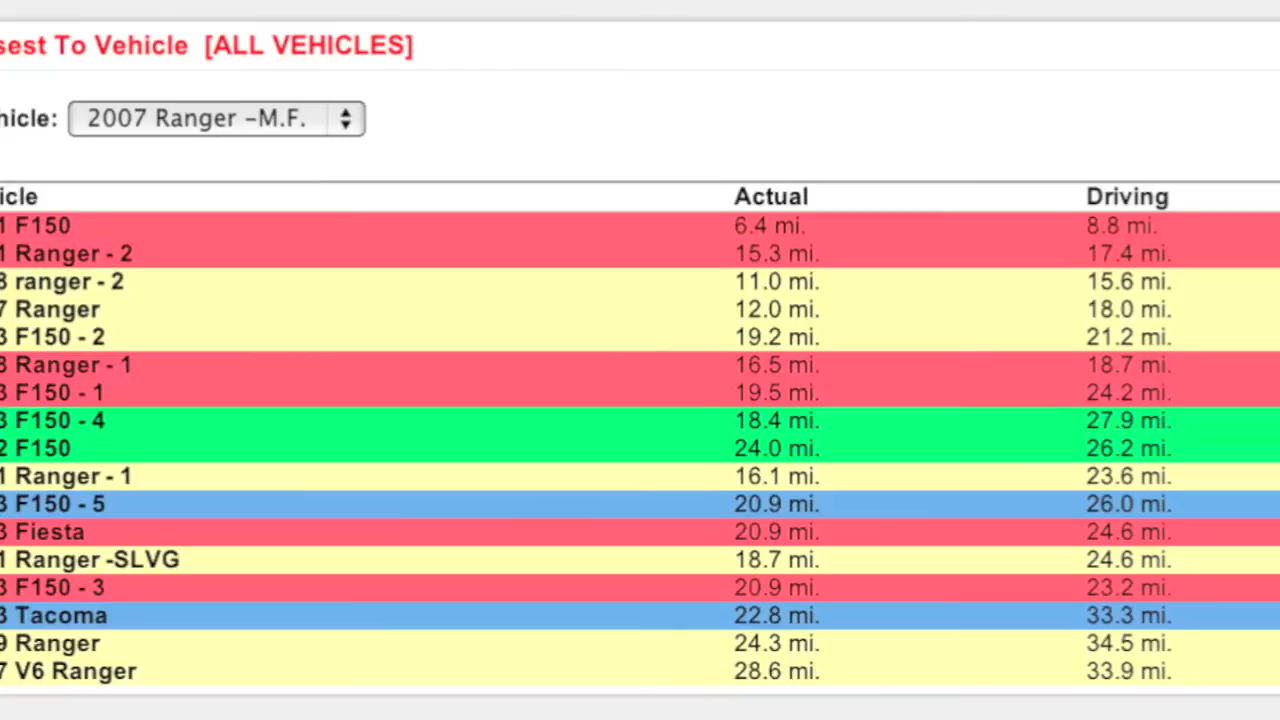 sest To Vehicle [ALL VEHICLES]
hicle: 2007 Ranger -M.F.
icle Actual Driving
1 F150 6.4 mi. 8.8 mi.
1 Ranger - 2 15.3 mi. 17.4 mi.
8 ranger - 2 11.0 mi. 15.6 mi.
7 Ranger 12.0 mi. 18.0 mi.
3 F150 - 2 19.2 mi. 21.2 mi.
8 Ranger - 1 16.5 mi. 18.7 mi.
3 F150 - 1 19.5 mi. 24.2 mi.
3 F150 - 4 18.4 mi. 27.9 mi.
2 F150 24.0 mi. 26.2 mi.
1 Ranger - 1 16.1 mi. 23.6 mi.
3 F150 - 5 20.9 mi. 26.0 mi.
3 Fiesta 20.9 mi. 24.6 mi.
1 Ranger -SLVG 18.7 mi. 24.6 mi.
3 F150 - 3 20.9 mi. 23.2 mi.
3 Tacoma 22.8 mi. 33.3 mi.
9 Ranger 24.3 mi. 34.5 mi.
7 V6 Ranger 28.6 mi. 33.9 mi.